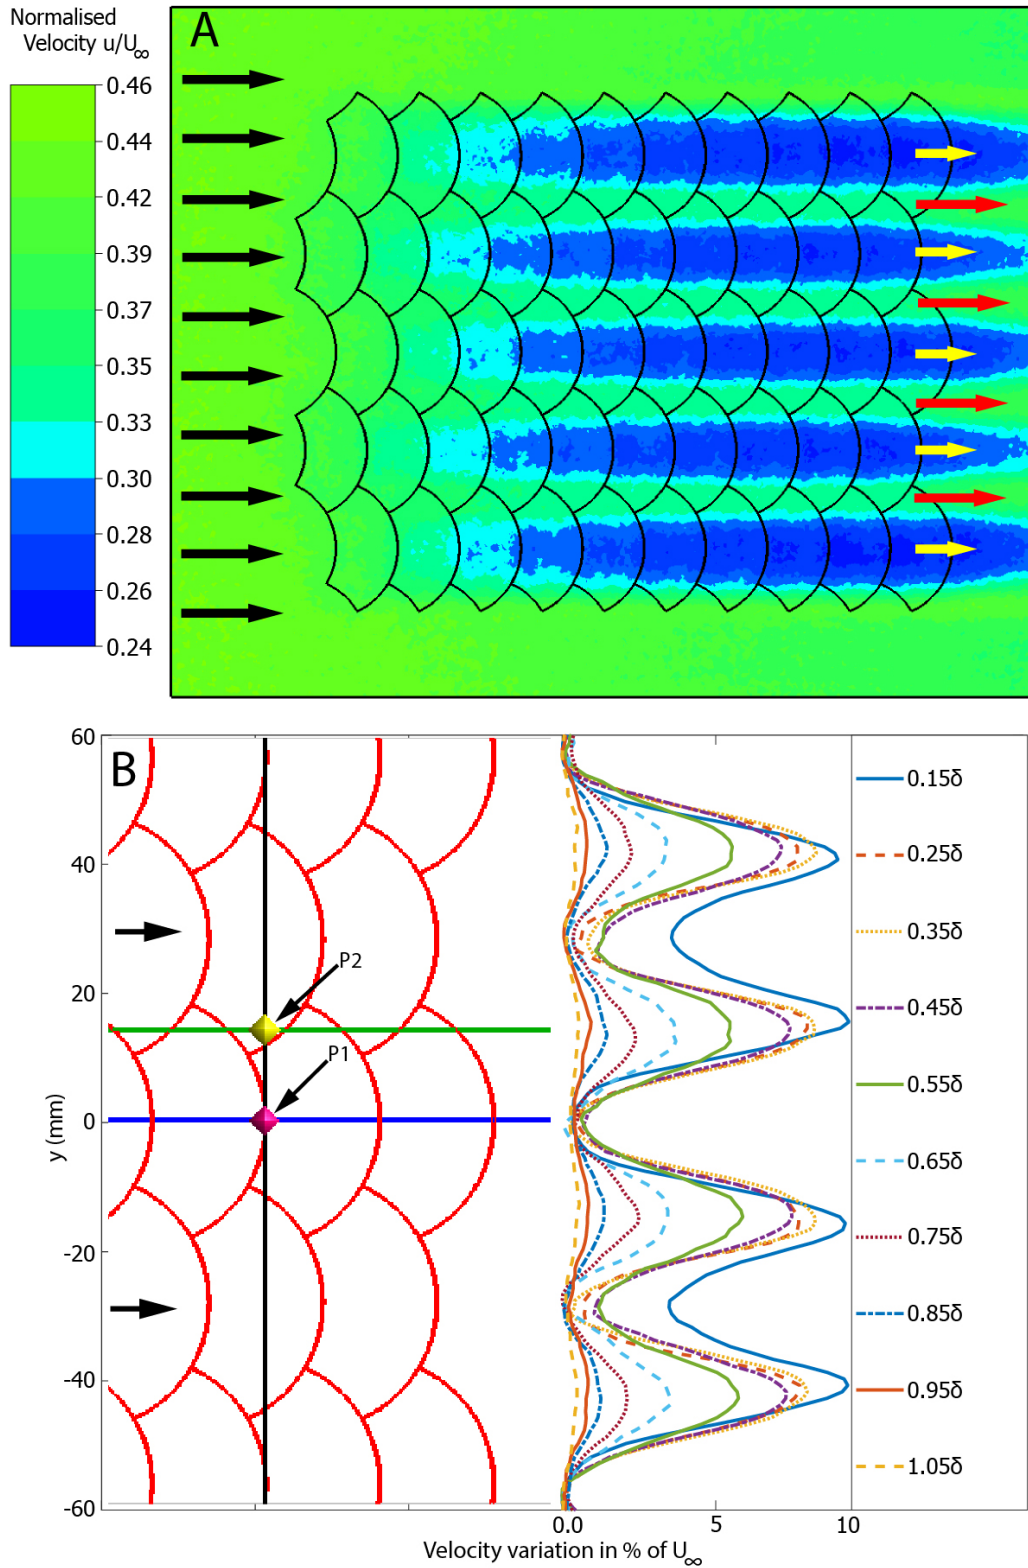 Normalised
Velocity u/U∞
A
0.46
0.44
0.42
0.39
0.37
0.35
0.33
0.30
0.28
0.26
0.24
B
60
40
20
0
-20
-40
-60
y (mm)
P2
P1
0.15δ
0.25δ
0.35δ
0.45δ
0.55δ
0.65δ
0.75δ
0.85δ
0.95δ
1.05δ
0.0 5 10
Velocity variation in % of U∞